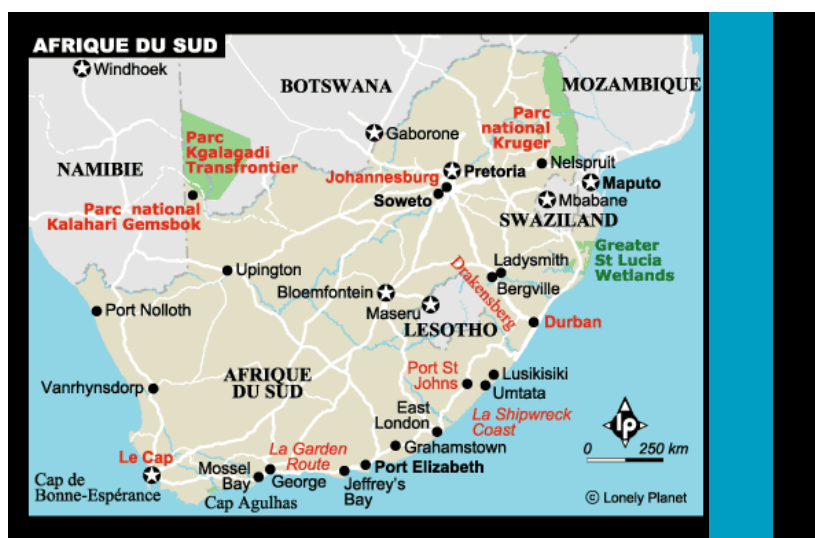 AFRIQUE DU SUD
Windhoek
BOTSWANA
MOZAMBIQUE
Parc
national
Kruger
Gaborone
Parc
Kgalagadi
Transfrontier
NAMIBIE
Nelspruit
Johannesburg
Pretoria
Maputo
Soweto
Mbabane
SWAZILAND
Parc national
Kalahari Gemsbok
Greater
St Lucia
Wetlands
Upington
Ladysmith
Bergville
Drakensberg
Bloemfontein
Maseru
LESOTHO
Port Nolloth
Durban
Port St
Johns
Lusikisiki
Umtata
AFRIQUE
DU SUD
Vanrhynsdorp
La Shipwreck
Coast
East
London
Grahamstown
lp
0 250 km
Le Cap
La Garden
Route
Port Elizabeth
Mossel
Bay
George
Jeffrey's
Bay
Cap de
Bonne-Espérance
Cap Agulhas
© Lonely Planet